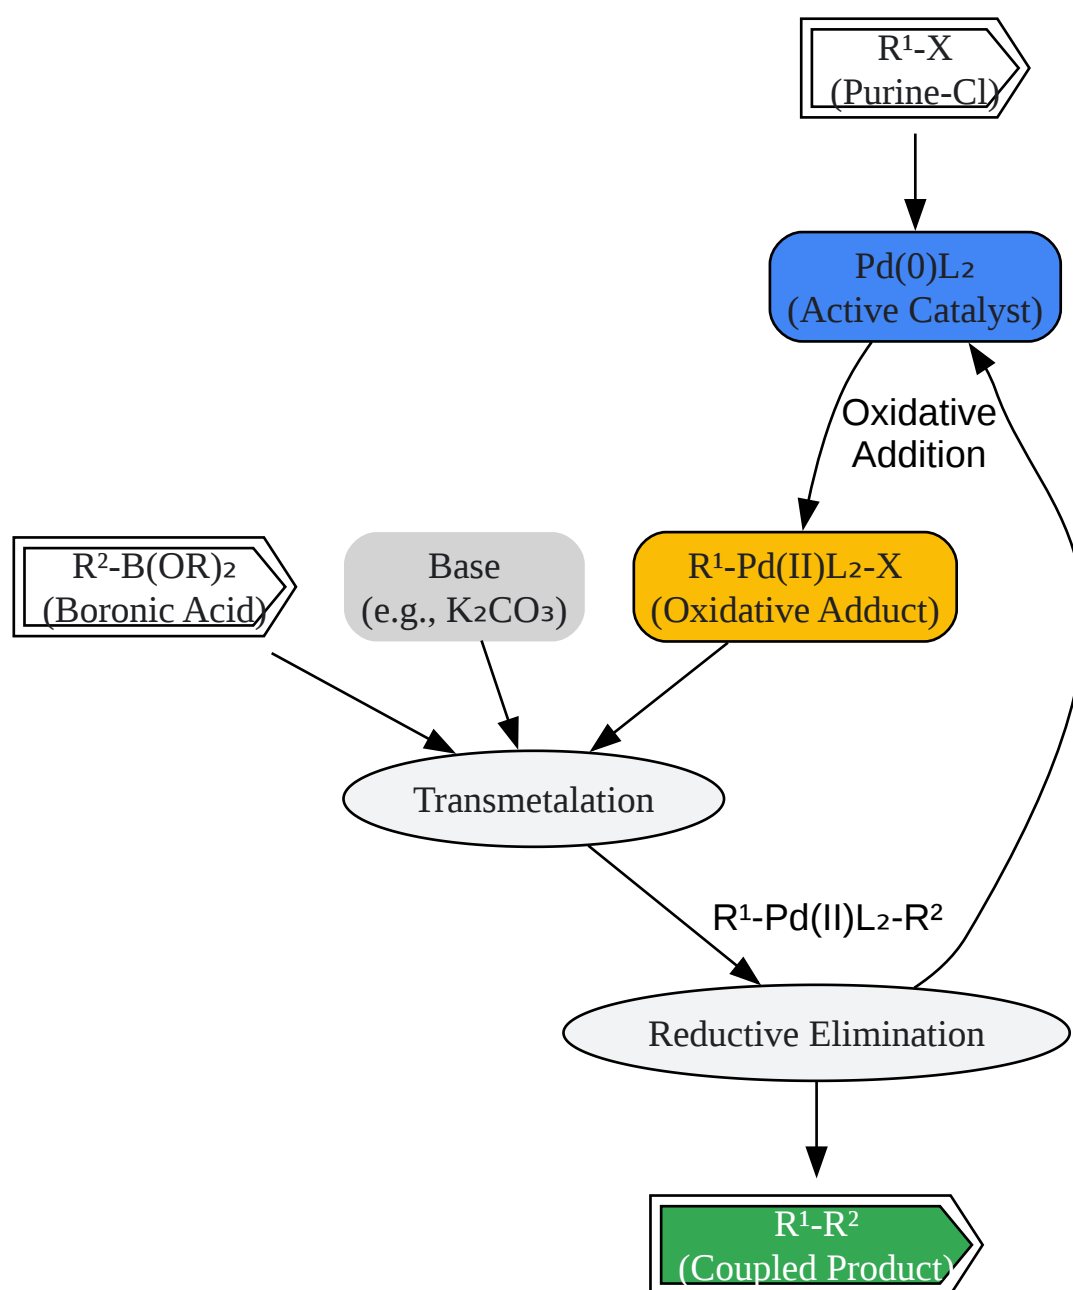 R¹-X
(Purine-Cl)
Pd(0)L₂
(Active Catalyst)
Oxidative
Addition
R²-B(OR)₂
(Boronic Acid)
Base
(e.g., K₂CO₃)
R¹-Pd(II)L₂-X
(Oxidative Adduct)
Transmetalation
R¹-Pd(II)L₂-R²
Reductive Elimination
R¹-R²
(Coupled Product)